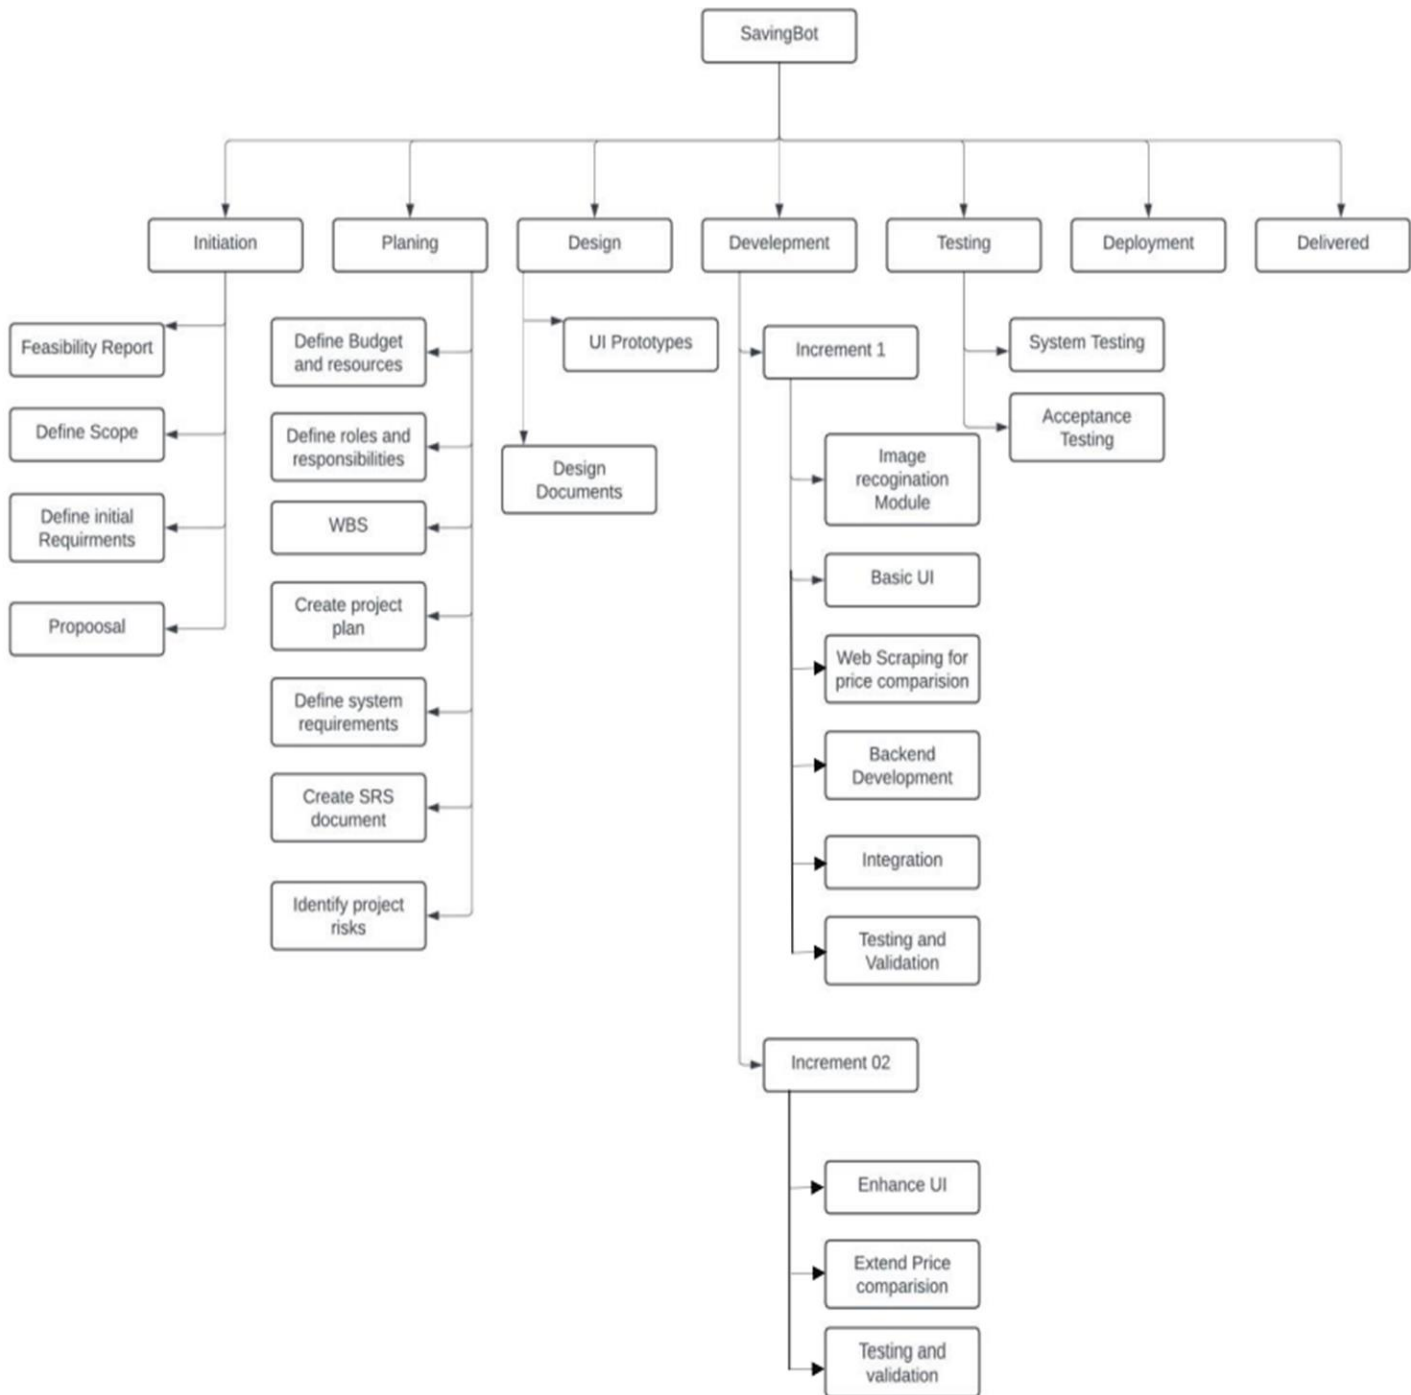 SavingBot
Initiation
Planing
Design
Develepment
Testing
Deployment
Delivered
Feasibility Report
Define Scope
Define initial
Requirments
Propoosal
Define Budget
and resources
Define roles and
responsibilities
WBS
Create project
plan
Define system
requirements
Create SRS
document
Identify project
risks
UI Prototypes
Design
Documents
Increment 1
Image
recogination
Module
Basic UI
Web Scraping for
price comparision
Backend
Development
Integration
Testing and
Validation
Increment 02
Enhance UI
Extend Price
comparision
Testing and
validation
System Testing
Acceptance
Testing